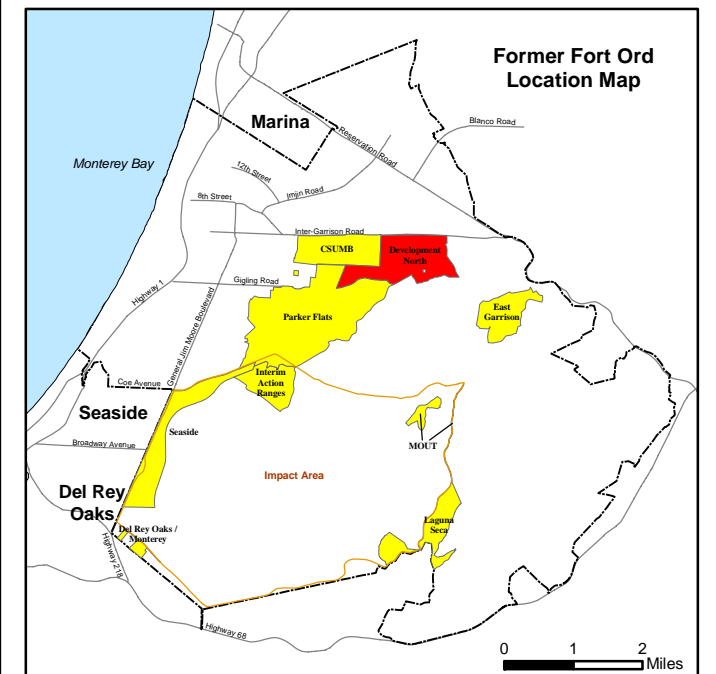 Former Fort Ord
Location Map
Marina
Blanco Road
Reservation Road
Monterey Bay
12th Street
Imjin Road
8th Street
Inter-Garrison Road
CSUMB
Development
North
Gigling Road
Highway 1
General Jim Moore Boulevard
Parker Flats
East
Garrison
Coe Avenue
Interim
Action
Ranges
Seaside
Seaside
Broadway Avenue
MOUT
Impact Area
Del Rey
Oaks
Laguna
Seca
Del Rey Oaks /
Monterey
Highway 218
Highway 68
0 1 2
Miles